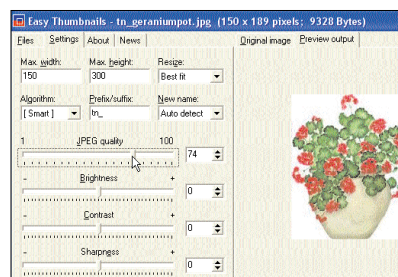 Easy Thumbnails - tn_geraniumpot.jpg (150 x 189 pixels; 9328 Bytes)
Files Settings About News Original image Preview output
Max. width: Max. height: Resize:
150 300 Best fit
Algorithm: Prefix/suffix: New name:
[ Smart ] tn_ Auto detect
1 JPEG quality 100
74
- Brightness +
0
- Contrast +
0
- Sharpness +
0